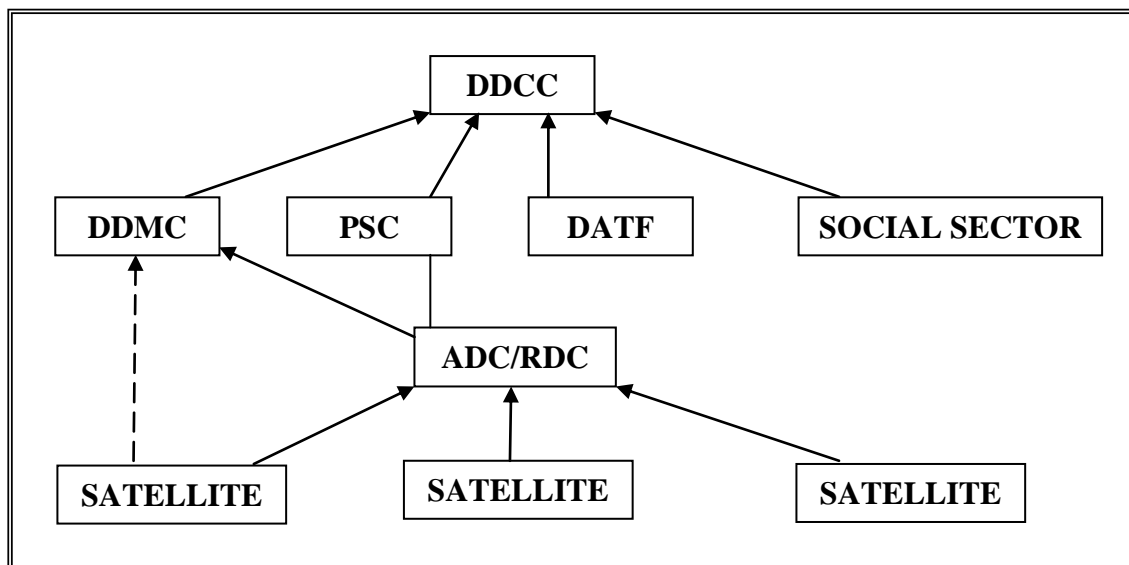 DDCC
DDMC
PSC
DATF
SOCIAL SECTOR
ADC/RDC
SATELLITE
SATELLITE
SATELLITE